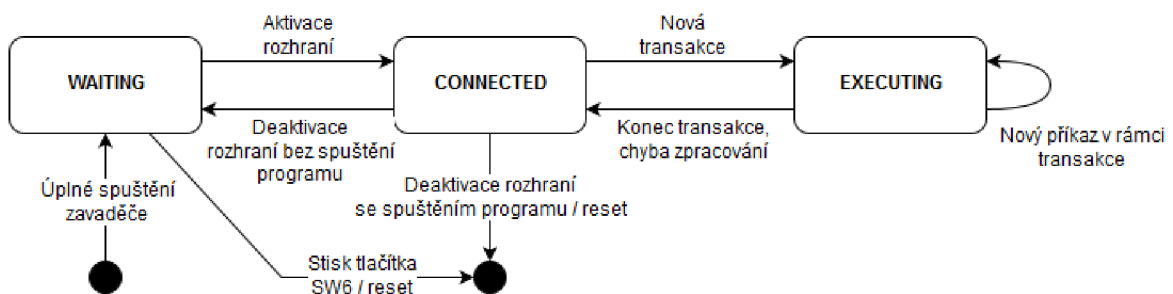 Aktivace
rozhraní
Nová
transakce
WAITING
CONNECTED
EXECUTING
Deaktivace
rozhraní bez spuštění
programu
Konec transakce,
chyba zpracování
Nový příkaz v rámci
transakce
Úplné spuštění
zavaděče
Deaktivace rozhraní
se spuštěním programu / reset
Stisk tlačítka
SW6 / reset